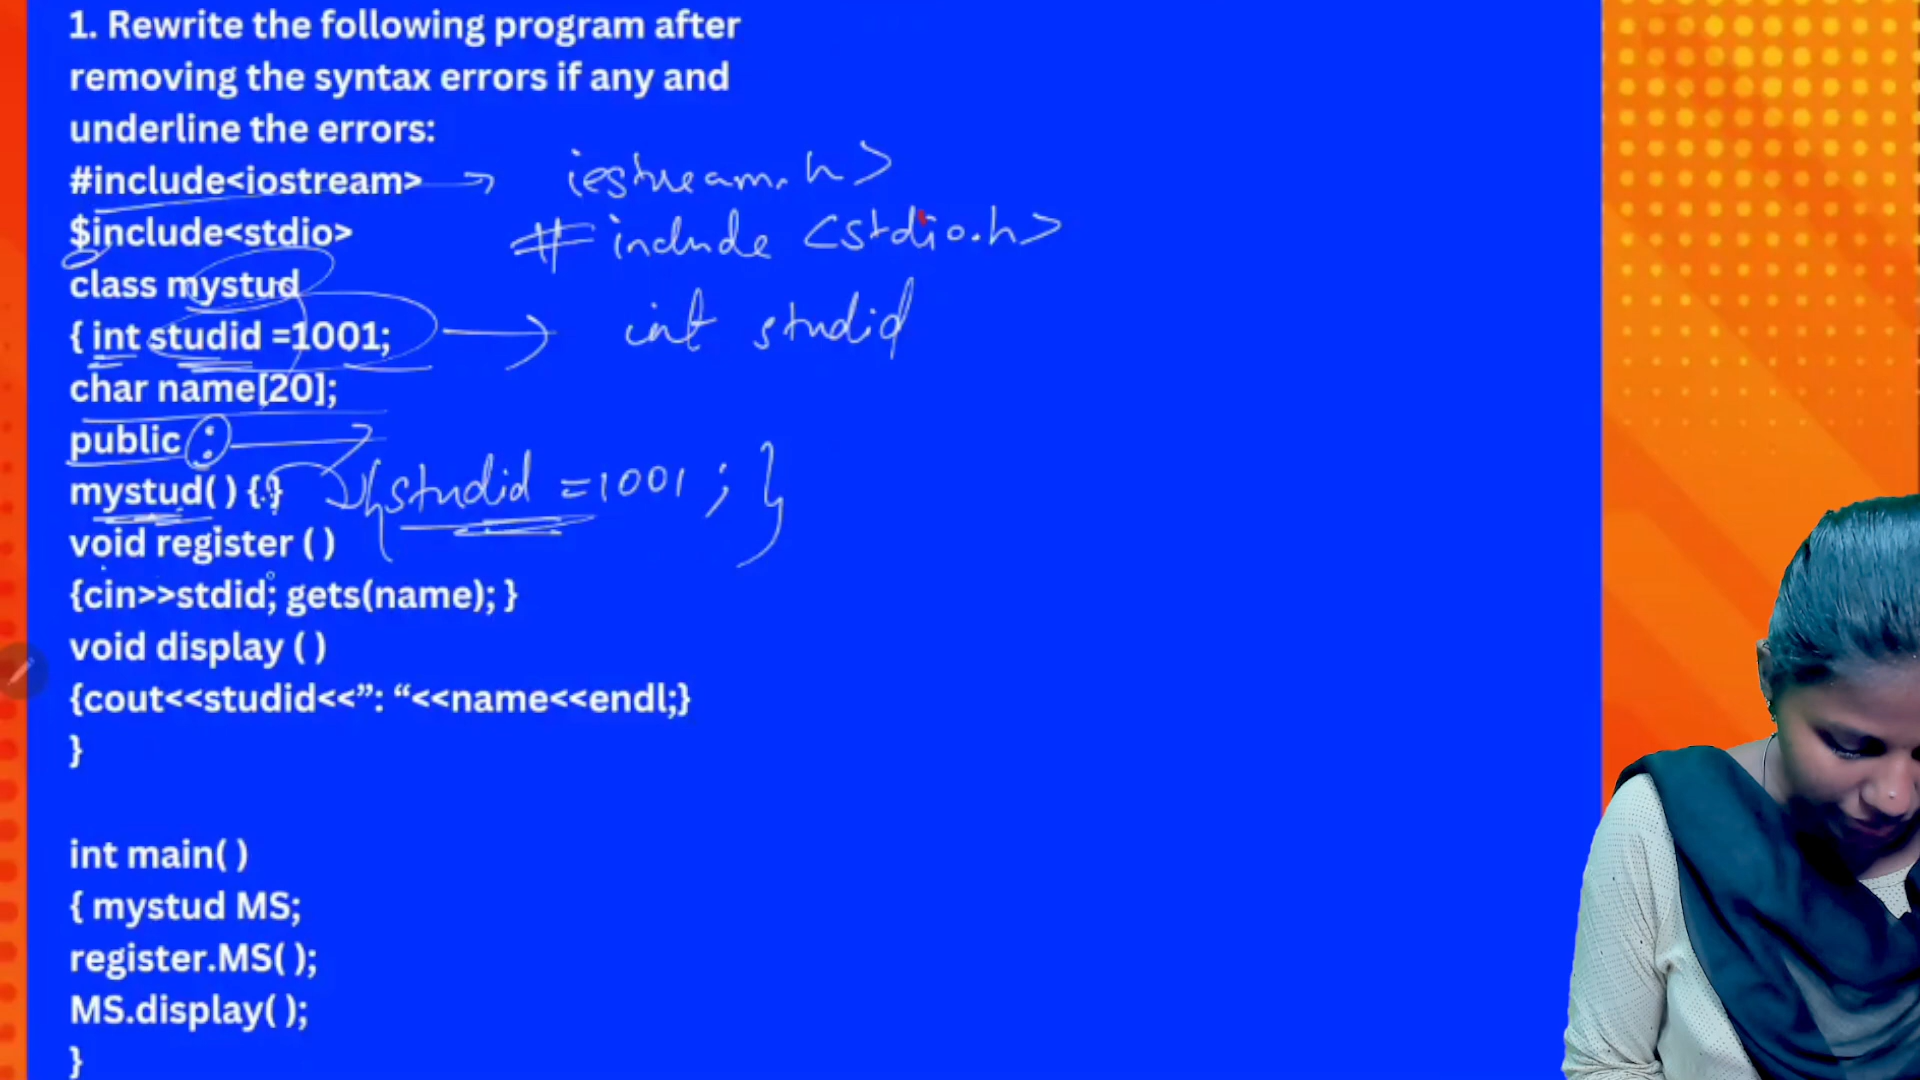 1. Rewrite the following program after
removing the syntax errors if any and
underline the errors:
#include<iostream> iostream.h>
$include<stdio> # include <stdio.h>
class mystud
{ int studid =1001; int studid
char name[20];
public :
mystud( ) { } {studid =1001 ; }
void register ( )
{cin>>stdid; gets(name); }
void display ( )
{cout<<studid<<”: “<<name<<endl;}
}
int main( )
{ mystud MS;
register.MS( );
MS.display( );
}